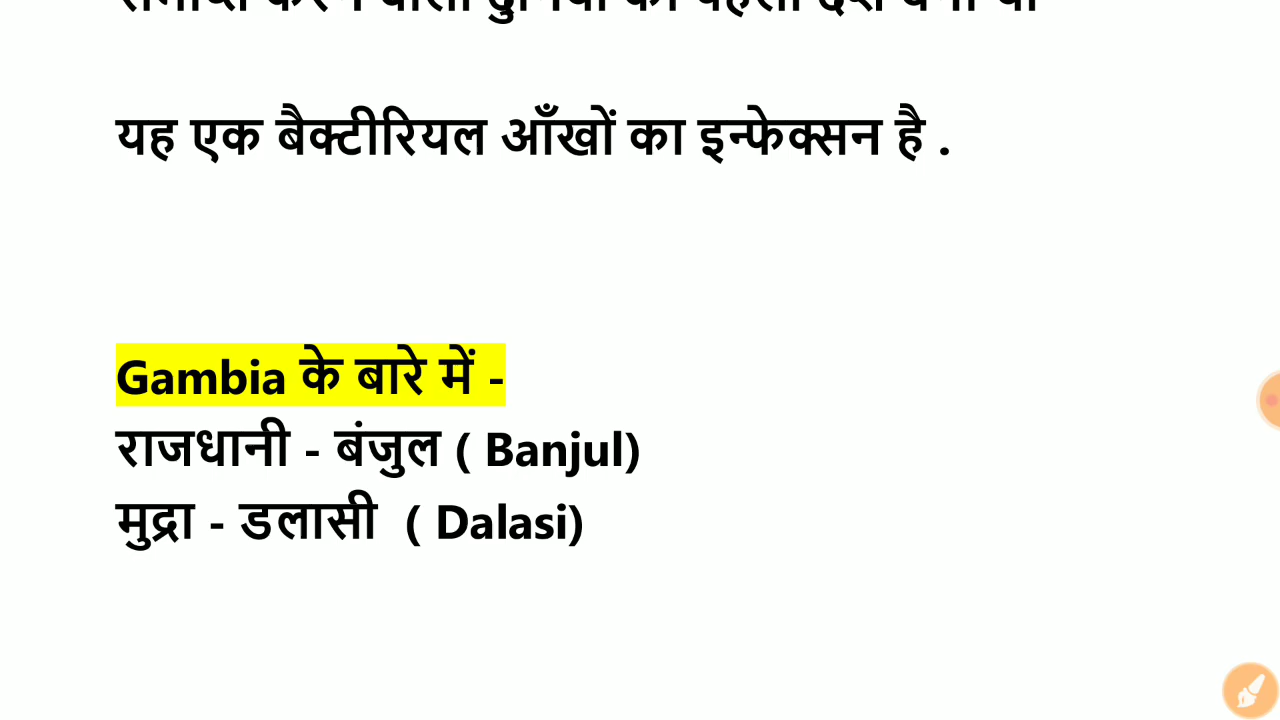 यह एक बैक्टीरियल आँखों का इन्फेक्सन है .
Gambia के बारे में -
राजधानी - बंजुल ( Banjul)
मुद्रा - डलासी ( Dalasi)